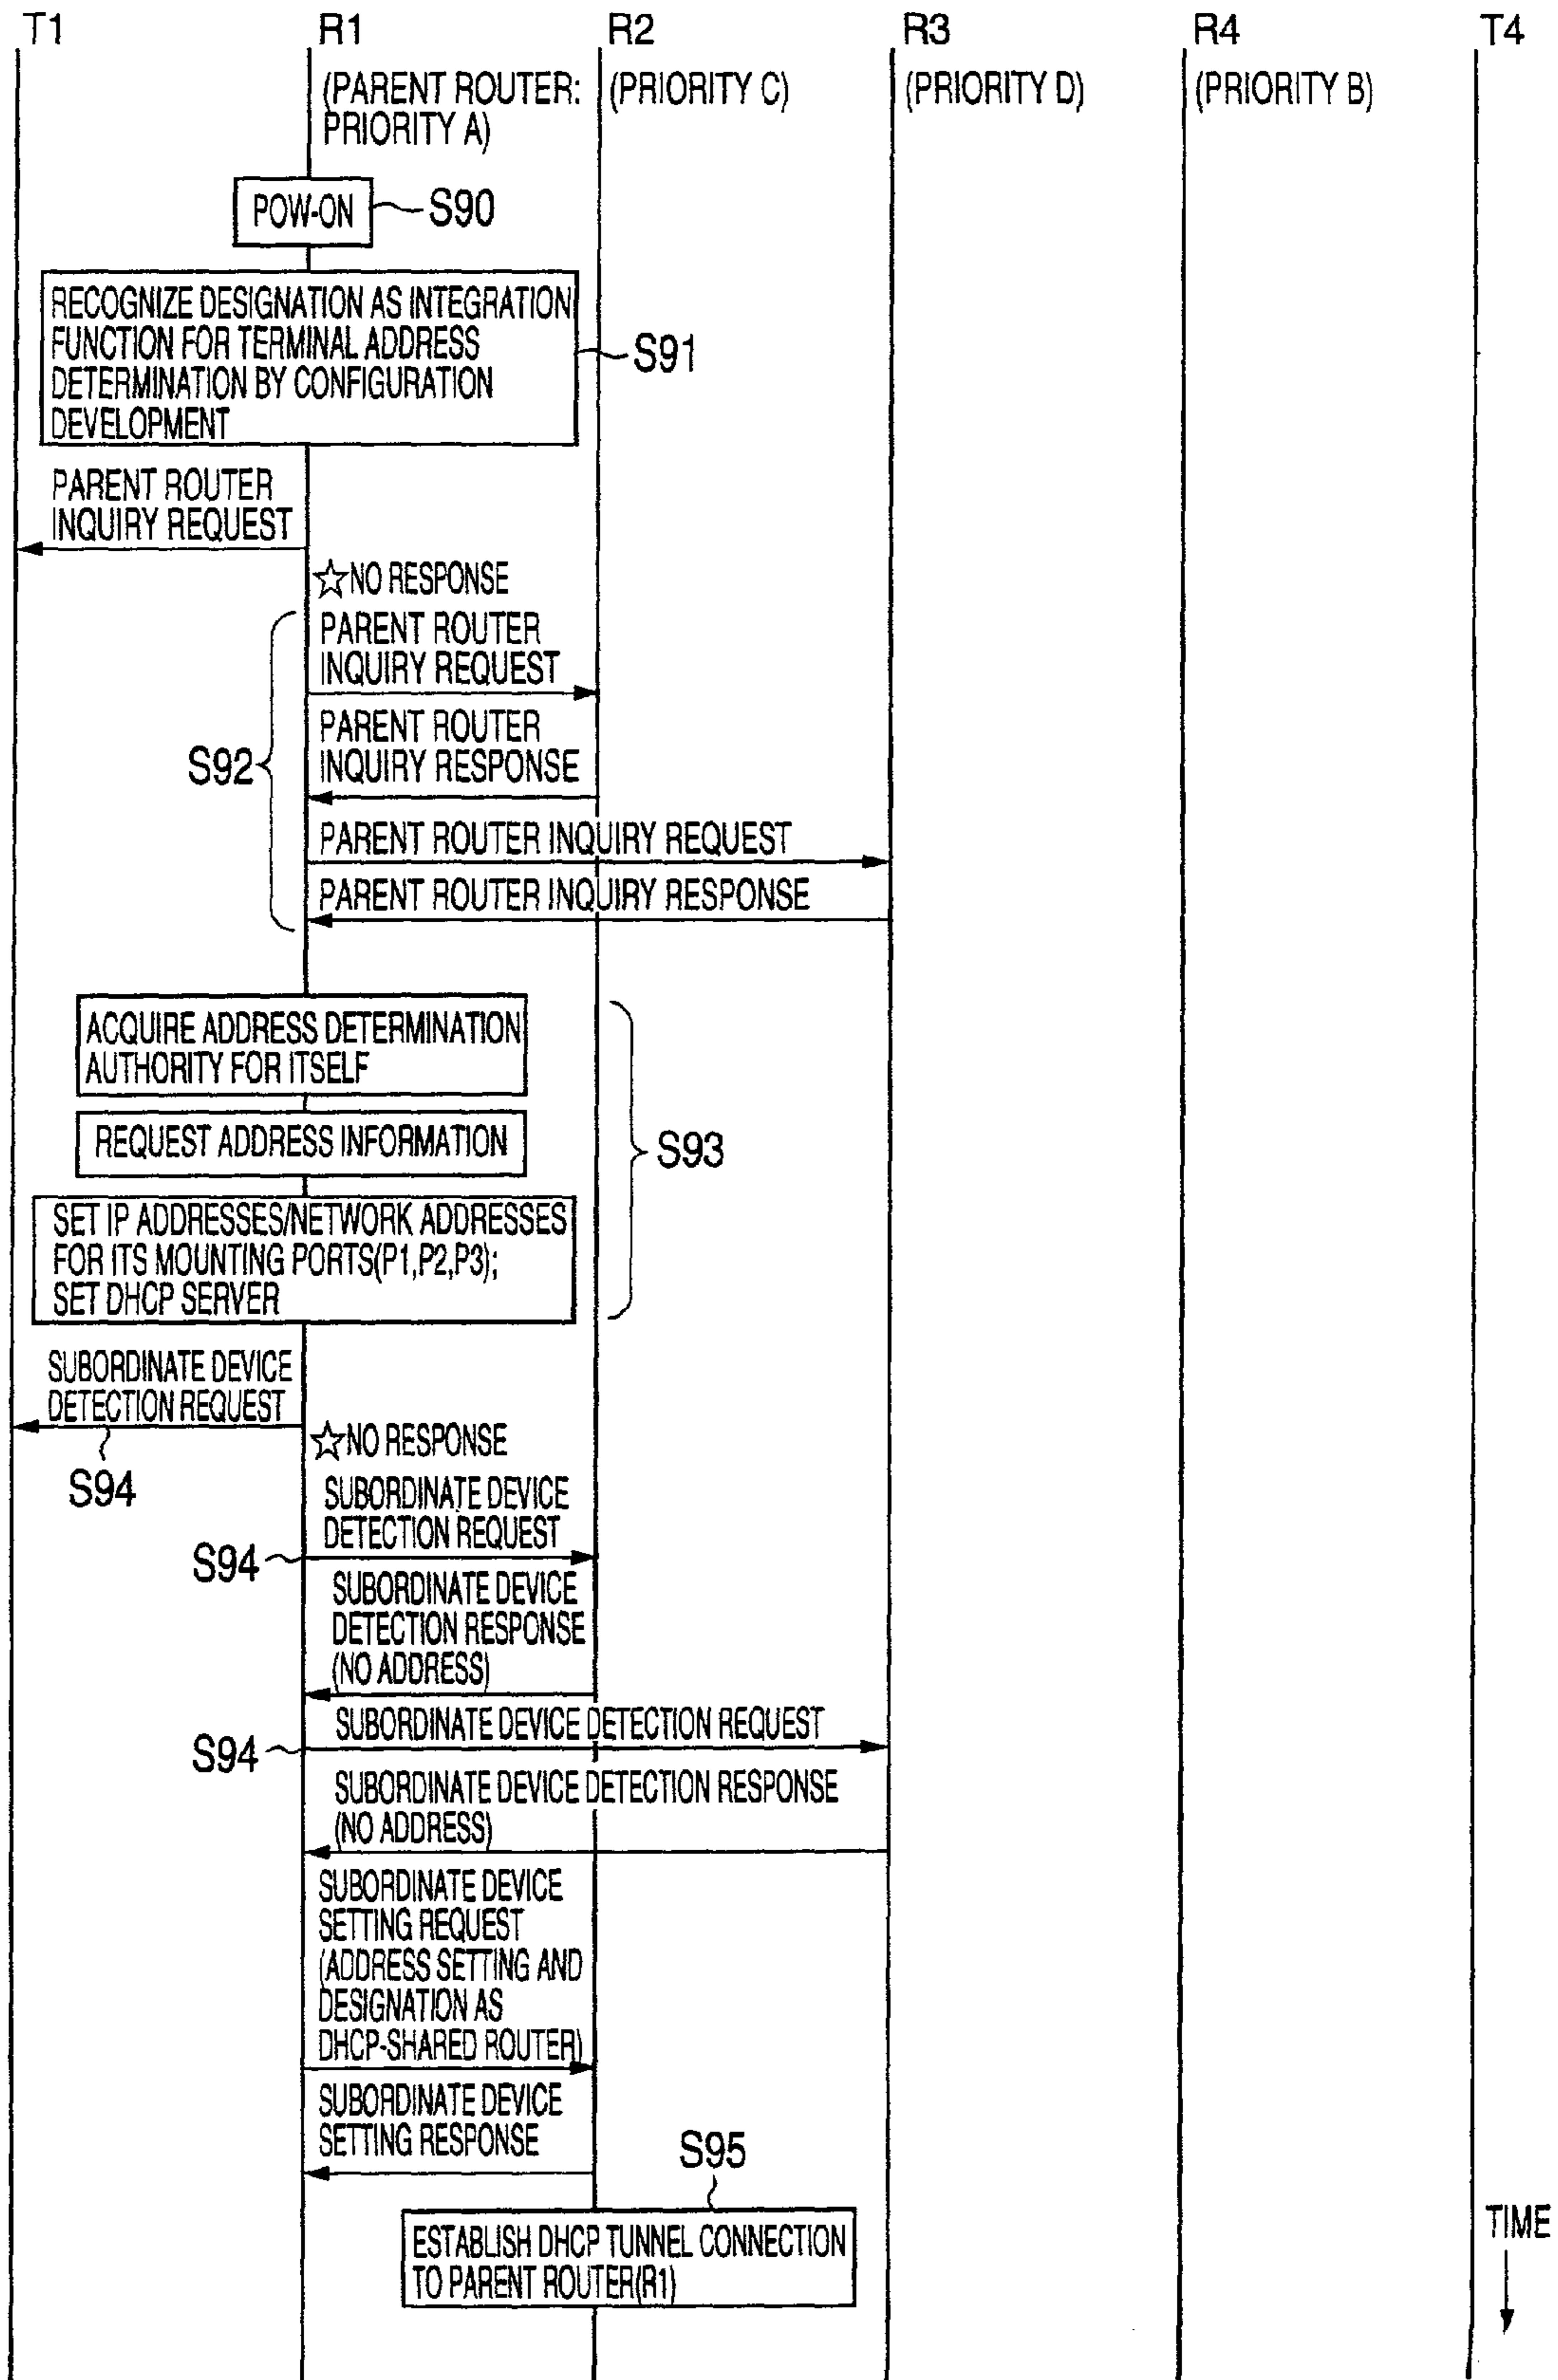 T1
R1
R2
R3
R4
T4
(PARENT ROUTER:
PRIORITY A)
(PRIORITY C)
(PRIORITY D)
(PRIORITY B)
POW-ON
S90
RECOGNIZE DESIGNATION AS INTEGRATION
FUNCTION FOR TERMINAL ADDRESS
DETERMINATION BY CONFIGURATION
DEVELOPMENT
S91
PARENT ROUTER
INQUIRY REQUEST
☆NO RESPONSE
PARENT ROUTER
INQUIRY REQUEST
PARENT ROUTER
INQUIRY RESPONSE
S92
PARENT ROUTER INQUIRY REQUEST
PARENT ROUTER INQUIRY RESPONSE
ACQUIRE ADDRESS DETERMINATION
AUTHORITY FOR ITSELF
REQUEST ADDRESS INFORMATION
S93
SET IP ADDRESSES/NETWORK ADDRESSES
FOR ITS MOUNTING PORTS(P1,P2,P3);
SET DHCP SERVER
SUBORDINATE DEVICE
DETECTION REQUEST
S94
☆NO RESPONSE
SUBORDINATE DEVICE
DETECTION REQUEST
S94
SUBORDINATE DEVICE
DETECTION RESPONSE
(NO ADDRESS)
SUBORDINATE DEVICE DETECTION REQUEST
S94
SUBORDINATE DEVICE DETECTION RESPONSE
(NO ADDRESS)
SUBORDINATE DEVICE
SETTING REQUEST
(ADDRESS SETTING AND
DESIGNATION AS
DHCP-SHARED ROUTER)
SUBORDINATE DEVICE
SETTING RESPONSE
S95
ESTABLISH DHCP TUNNEL CONNECTION
TO PARENT ROUTER(R1)
TIME